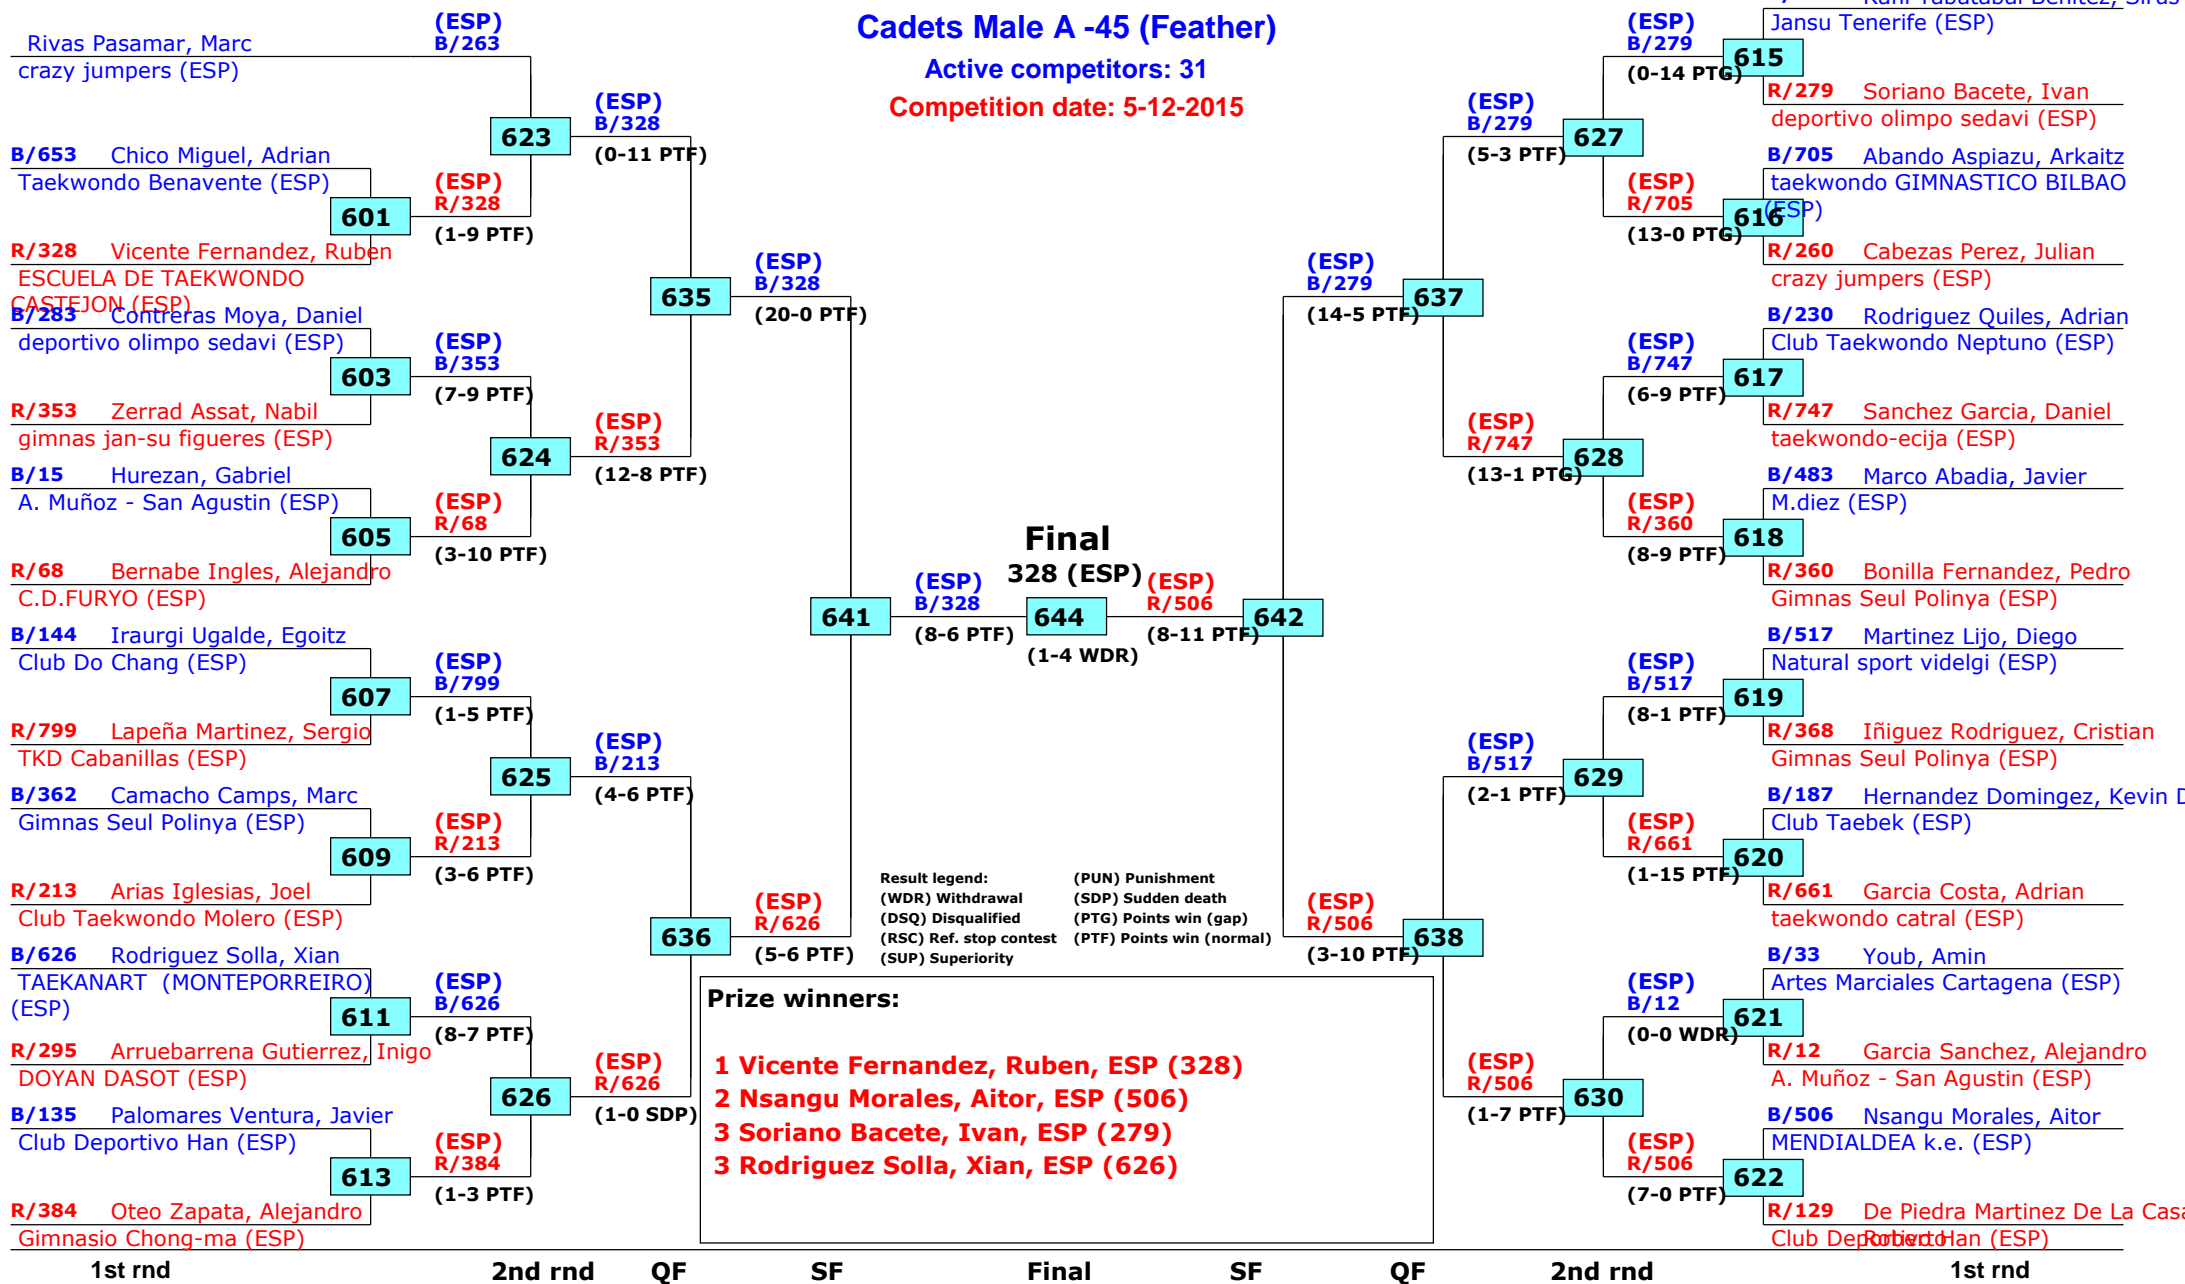 Cadets Male A -45 (Feather)
Active competitors: 31
Competition date: 5-12-2015
Rivas Pasamar, Marc
crazy jumpers (ESP)
B/653 Chico Miguel, Adrian
Taekwondo Benavente (ESP)
R/328 Vicente Fernandez, Ruben
ESCUELA DE TAEKWONDO
CASTEJON (ESP)
B/283 Contreras Moya, Daniel
deportivo olimpo sedavi (ESP)
R/353 Zerrad Assat, Nabil
gimnas jan-su figueres (ESP)
B/15 Hurezan, Gabriel
A. Muñoz - San Agustin (ESP)
R/68 Bernabe Ingles, Alejandro
C.D.FURYO (ESP)
B/144 Iraurgi Ugalde, Egoitz
Club Do Chang (ESP)
R/799 Lapeña Martinez, Sergio
TKD Cabanillas (ESP)
B/362 Camacho Camps, Marc
Gimnas Seul Polinya (ESP)
R/213 Arias Iglesias, Joel
Club Taekwondo Molero (ESP)
B/626 Rodriguez Solla, Xian
TAEKANART (MONTEPORREIRO)
(ESP)
R/295 Arruebarrena Gutierrez, Inigo
DOYAN DASOT (ESP)
B/135 Palomares Ventura, Javier
Club Deportivo Han (ESP)
R/384 Oteo Zapata, Alejandro
Gimnasio Chong-ma (ESP)
601
603
605
607
609
611
613
(ESP)
B/263
(ESP)
R/328
(1-9 PTF)
(ESP)
B/353
(7-9 PTF)
(ESP)
R/68
(3-10 PTF)
(ESP)
B/799
(1-5 PTF)
(ESP)
R/213
(3-6 PTF)
(ESP)
B/626
(8-7 PTF)
(ESP)
R/384
(1-3 PTF)
623
624
625
626
(ESP)
B/328
(0-11 PTF)
(ESP)
R/353
(12-8 PTF)
(ESP)
B/213
(4-6 PTF)
(ESP)
R/626
(1-0 SDP)
635
636
(ESP)
B/328
(20-0 PTF)
(ESP)
R/626
(5-6 PTF)
641
(ESP)
B/328
(8-6 PTF)
Final
328 (ESP)
644
(1-4 WDR)
(ESP)
R/506
(8-11 PTF)
642
(ESP)
B/279
(14-5 PTF)
(ESP)
R/506
(3-10 PTF)
637
638
(ESP)
B/279
(5-3 PTF)
(ESP)
R/747
(13-1 PTG)
(ESP)
B/517
(2-1 PTF)
(ESP)
R/506
(1-7 PTF)
627
628
629
630
(ESP)
B/279
(0-14 PTG)
(ESP)
R/705
(13-0 PTG)
(ESP)
B/747
(6-9 PTF)
(ESP)
R/360
(8-9 PTF)
(ESP)
B/517
(8-1 PTF)
(ESP)
R/661
(1-15 PTF)
(ESP)
B/12
(0-0 WDR)
(ESP)
R/506
(7-0 PTF)
615
616
617
618
619
620
621
622
Jansu Tenerife (ESP)
R/279 Soriano Bacete, Ivan
deportivo olimpo sedavi (ESP)
B/705 Abando Aspiazu, Arkaitz
taekwondo GIMNASTICO BILBAO
(ESP)
R/260 Cabezas Perez, Julian
crazy jumpers (ESP)
B/230 Rodriguez Quiles, Adrian
Club Taekwondo Neptuno (ESP)
R/747 Sanchez Garcia, Daniel
taekwondo-ecija (ESP)
B/483 Marco Abadia, Javier
M.diez (ESP)
R/360 Bonilla Fernandez, Pedro
Gimnas Seul Polinya (ESP)
B/517 Martinez Lijo, Diego
Natural sport videlgi (ESP)
R/368 Iñiguez Rodriguez, Cristian
Gimnas Seul Polinya (ESP)
B/187 Hernandez Domingez, Kevin D
Club Taebek (ESP)
R/661 Garcia Costa, Adrian
taekwondo catral (ESP)
B/33 Youb, Amin
Artes Marciales Cartagena (ESP)
R/12 Garcia Sanchez, Alejandro
A. Muñoz - San Agustin (ESP)
B/506 Nsangu Morales, Aitor
MENDIALDEA k.e. (ESP)
R/129 De Piedra Martinez De La Casa
Roberto
Club Deportivo Han (ESP)
Result legend:
(WDR) Withdrawal
(DSQ) Disqualified
(RSC) Ref. stop contest
(SUP) Superiority
(PUN) Punishment
(SDP) Sudden death
(PTG) Points win (gap)
(PTF) Points win (normal)
Prize winners:
1 Vicente Fernandez, Ruben, ESP (328)
2 Nsangu Morales, Aitor, ESP (506)
3 Soriano Bacete, Ivan, ESP (279)
3 Rodriguez Solla, Xian, ESP (626)
1st rnd 2nd rnd QF SF Final SF QF 2nd rnd 1st rnd